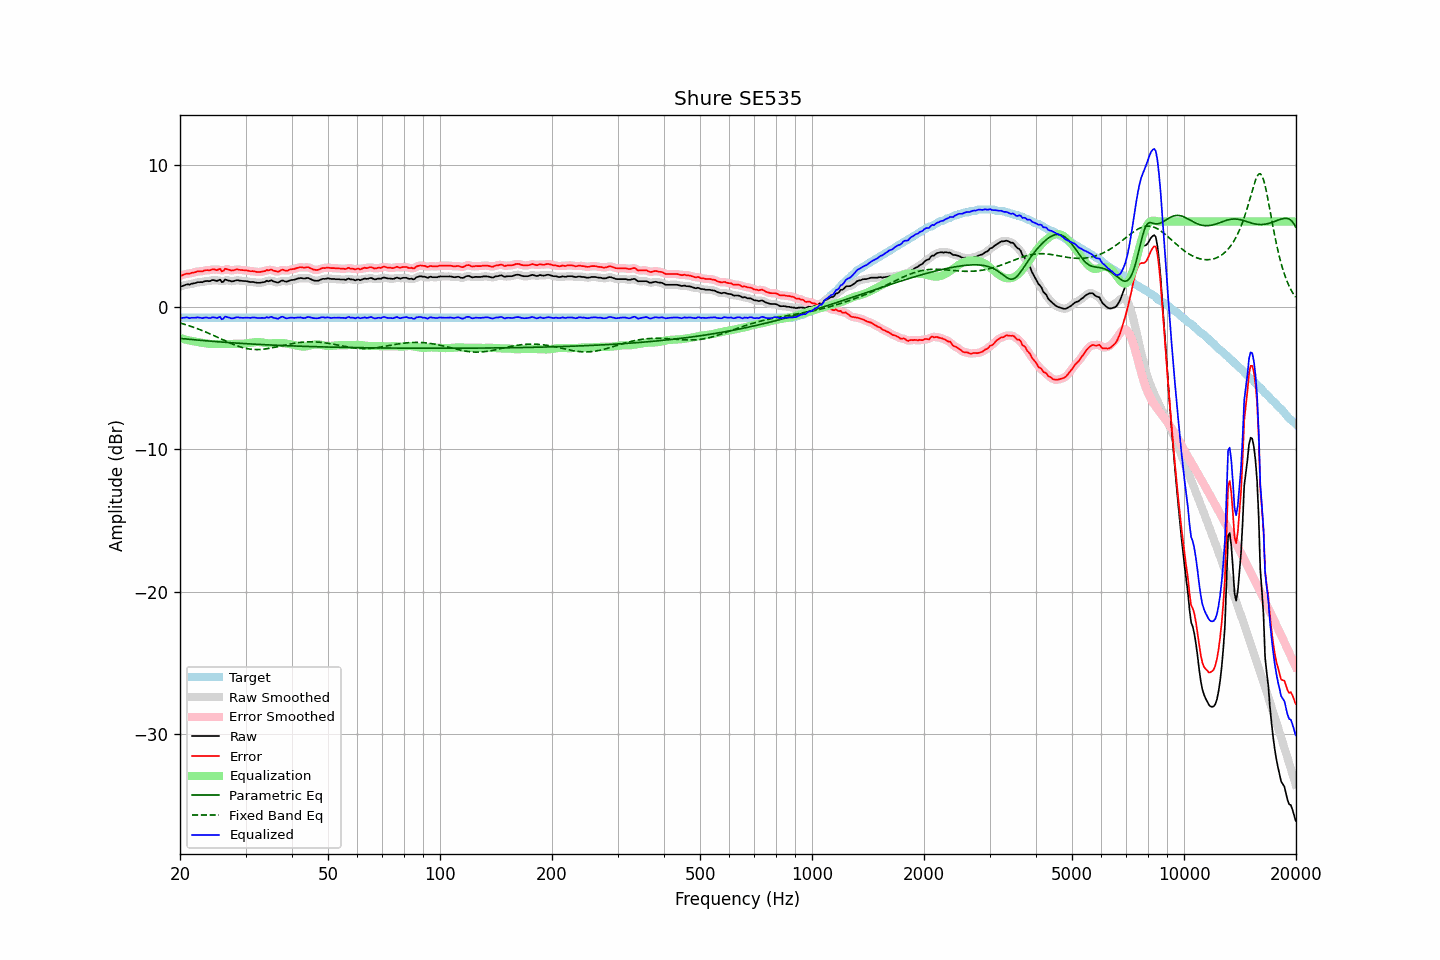 Shure SE535
10
0
−10
−20
−30
Amplitude (dBr)
Target
Raw Smoothed
Error Smoothed
Raw
Error
Equalization
Parametric Eq
Fixed Band Eq
Equalized
20 50 100 200 500 1000 2000 5000 10000 20000
Frequency (Hz)